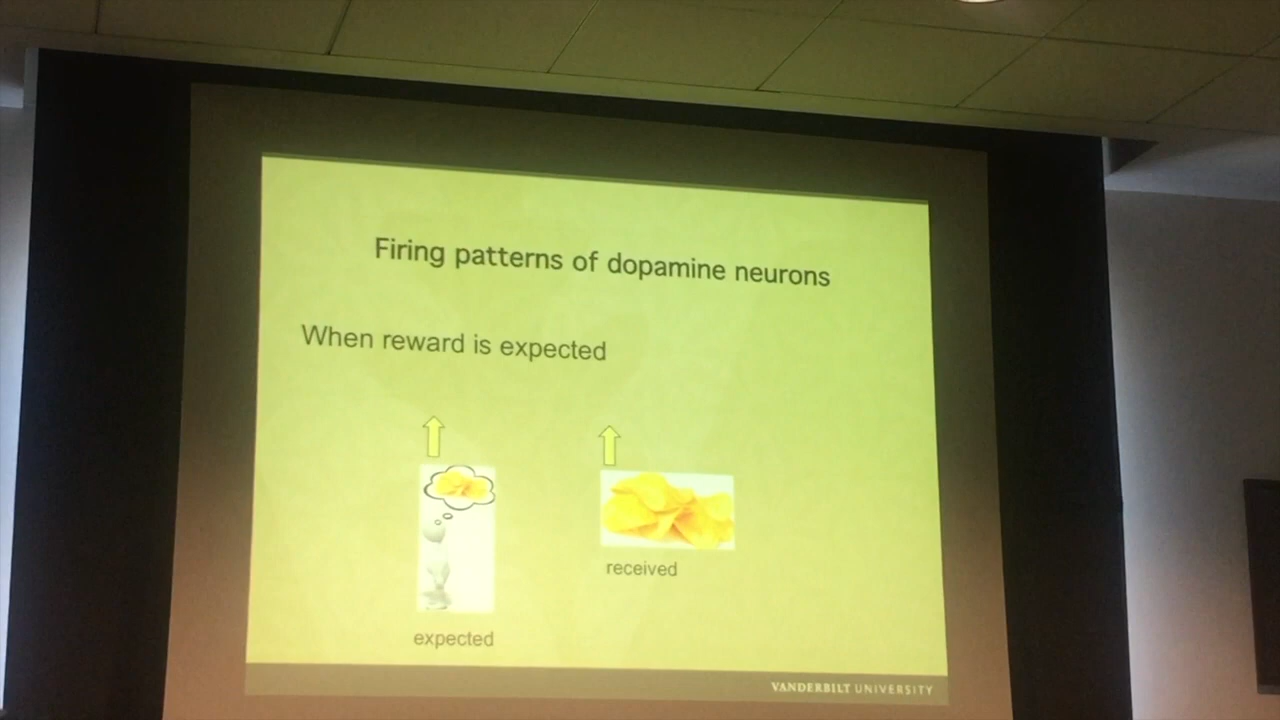 Firing patterns of dopamine neurons
When reward is expected
received
expected
VANDERBILT UNIVERSITY